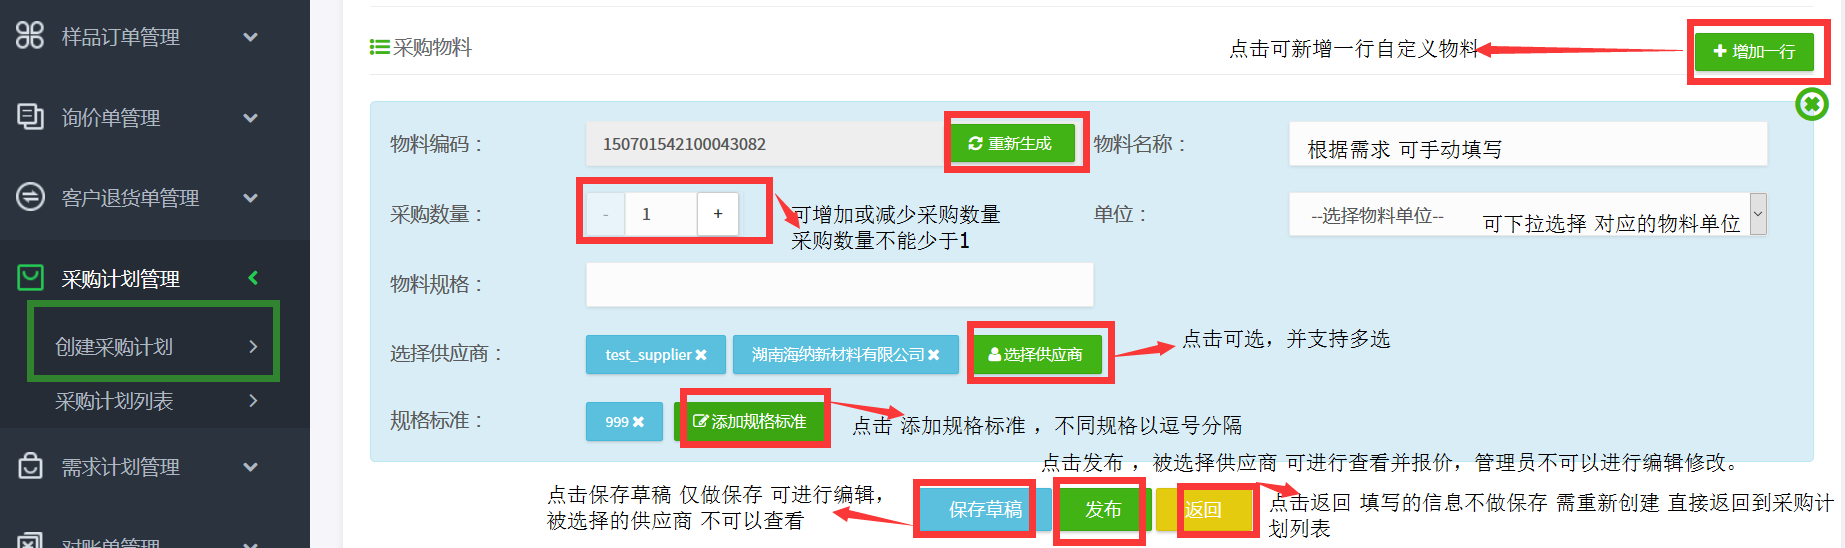 样品订单管理
询价单管理
客户退货单管理
采购计划管理
创建采购计划
采购计划列表
需求计划管理
对账单管理
采购物料
点击可新增一行自定义物料
增加一行
物料编码：
150701542100043082
重新生成
物料名称：
根据需求 可手动填写
采购数量：
- 1 +
可增加或减少采购数量
采购数量不能少于1
单位：
--选择物料单位--
可下拉选择 对应的物料单位
物料规格：
选择供应商：
test_supplier
湖南海纳新材料有限公司
选择供应商
点击可选，并支持多选
规格标准：
999
添加规格标准
点击 添加规格标准 ，不同规格以逗号分隔
点击发布 ，被选择供应商 可进行查看并报价，管理员不可以进行编辑修改。
点击保存草稿 仅做保存 可进行编辑，
被选择的供应商 不可以查看
保存草稿
发布
返回
点击返回 填写的信息不做保存 需重新创建 直接返回到采购计
划列表